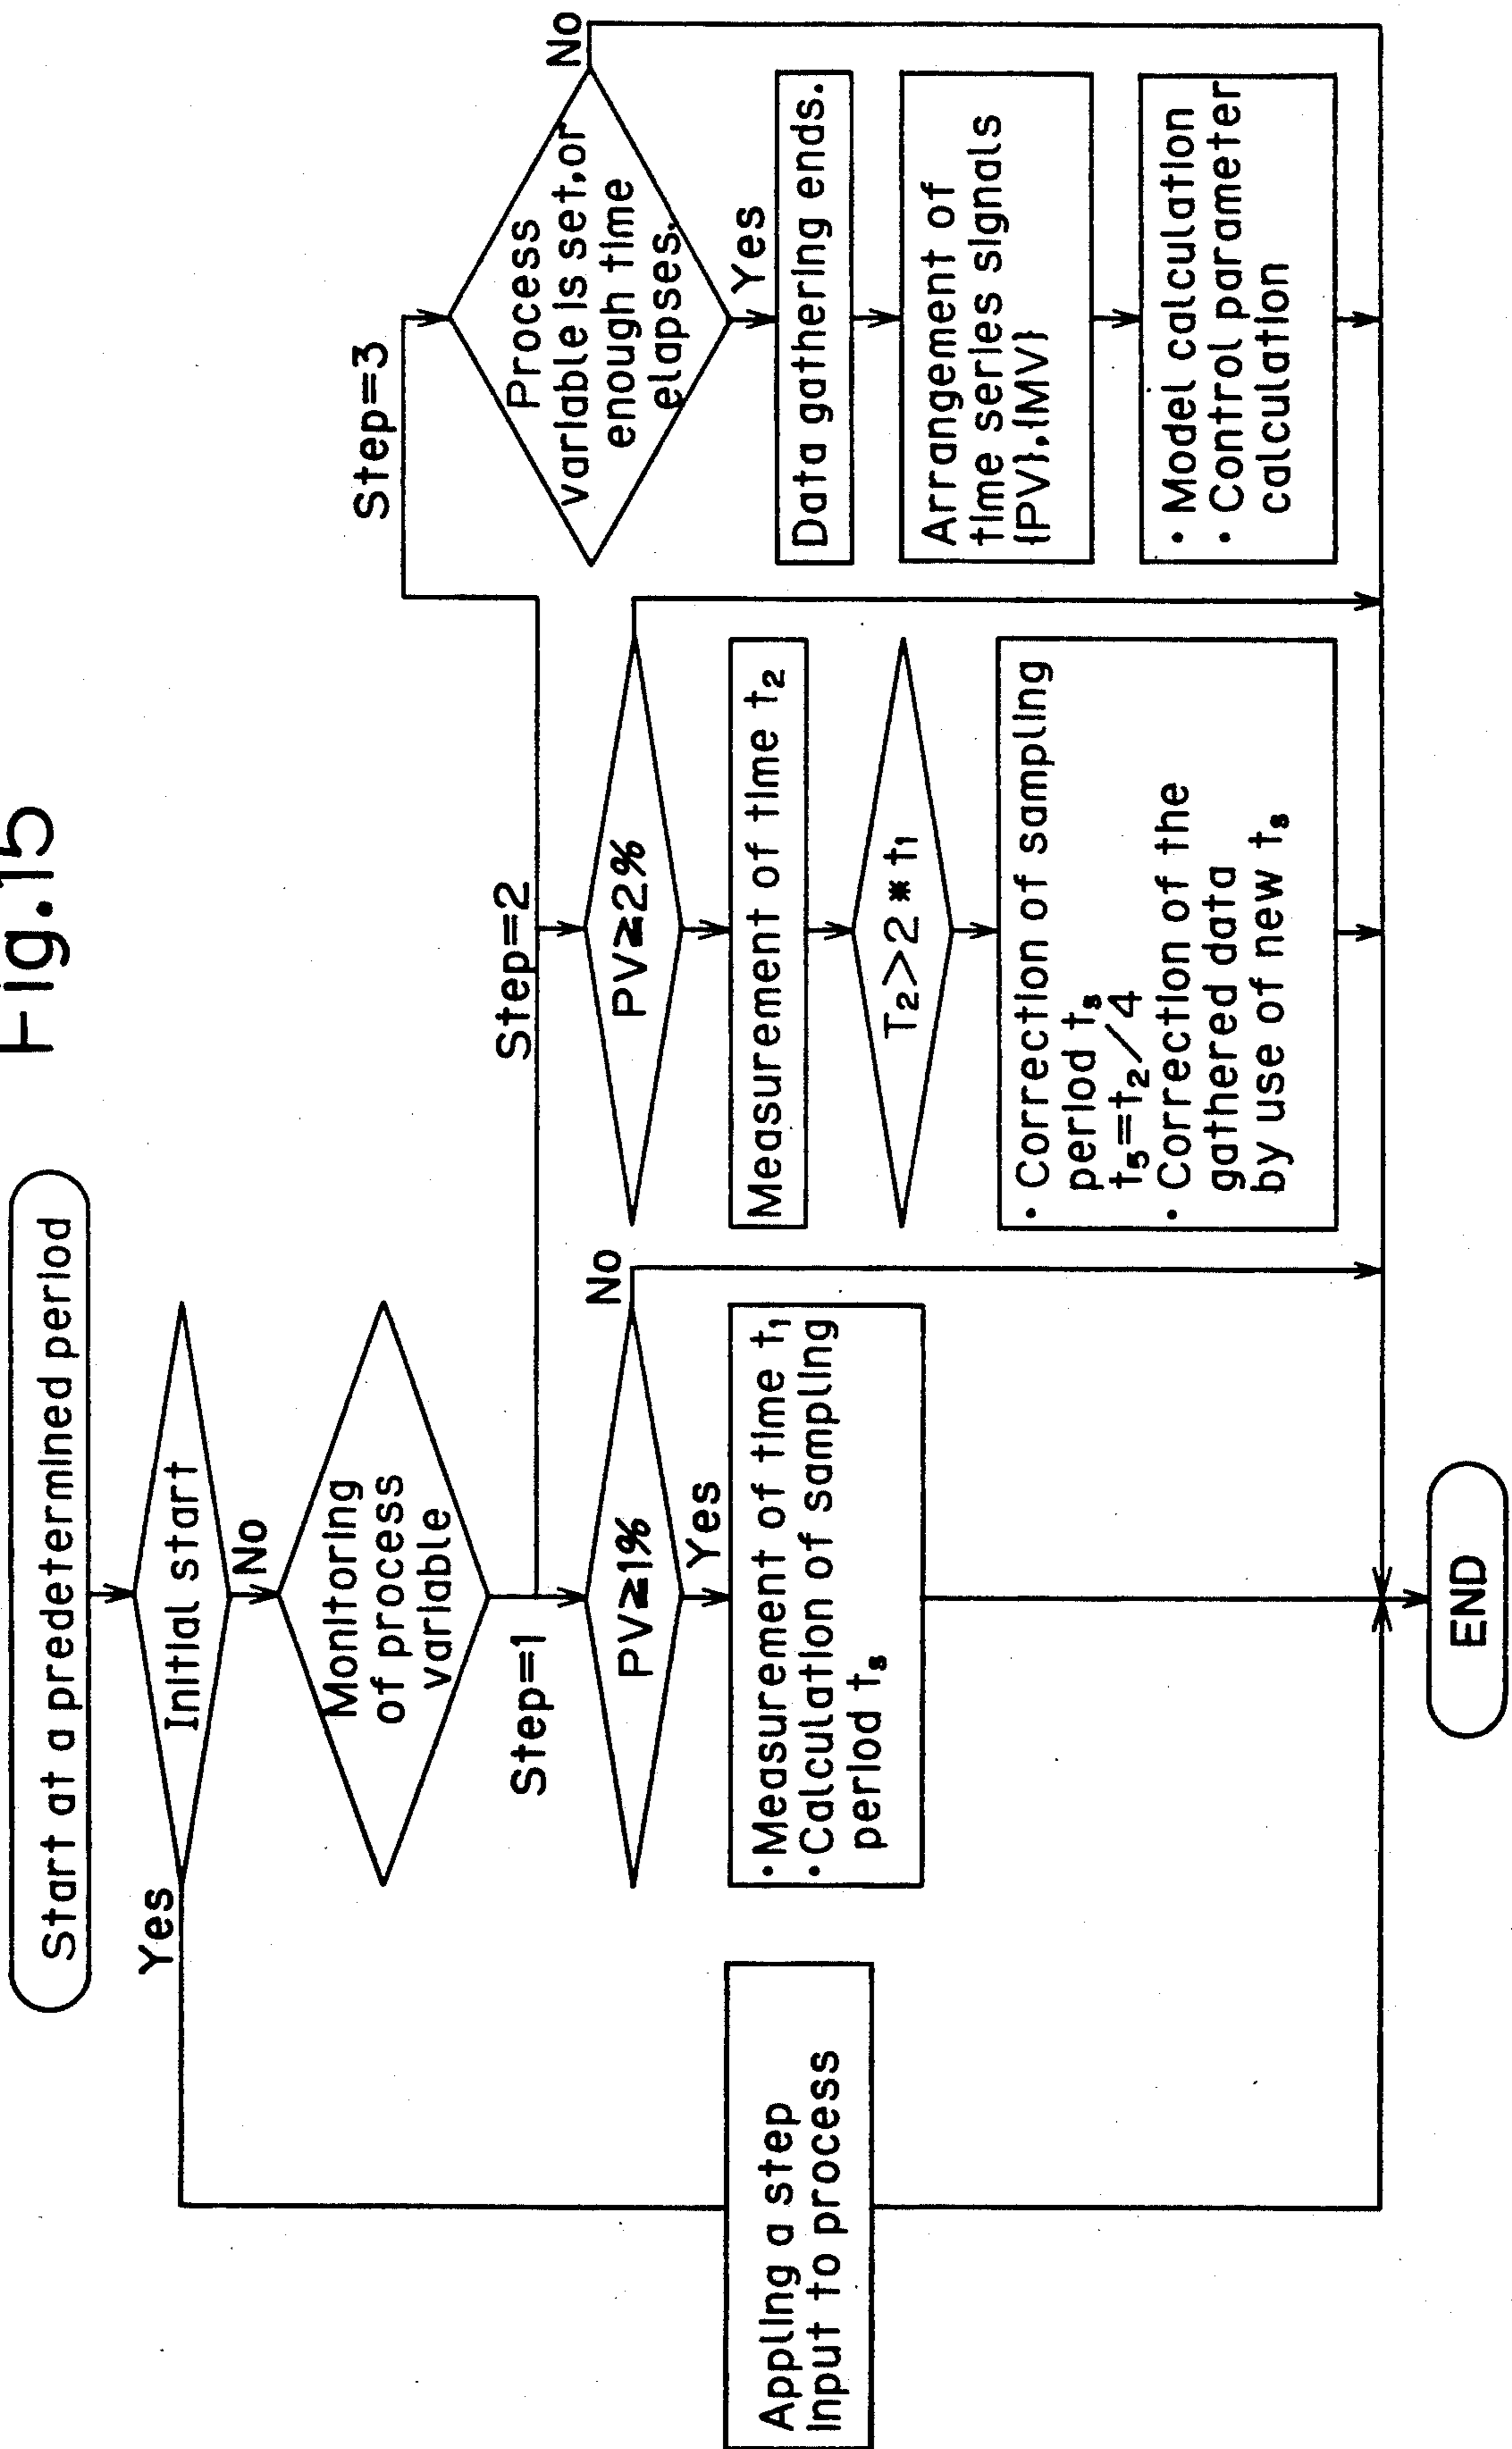 Fig.15
Start at a predetermined period
Initial start
Yes
No
Monitoring
of process
variable
Step=1
Step=2
Step=3
Appling a step
input to process
PV≧1%
No
Yes
• Measurement of time t₁
• Calculation of sampling
period tₛ
PV≧2%
Measurement of time t₂
T₂>2*t₁
• Correction of sampling
period tₛ
t₅=t₂/4
• Correction of the
gathered data
by use of new tₛ
Process
variable is set, or
enough time
elapses.
No
Yes
Data gathering ends.
Arrangement of
time series signals
{PV},{MV}
• Model calculation
• Control parameter
calculation
END